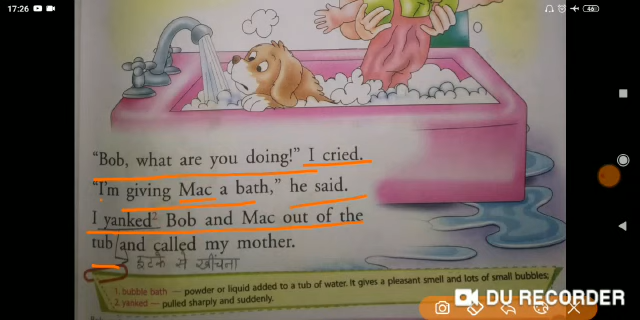 17:26
46
"Bob, what are you doing!" I cried.
"I'm giving Mac a bath," he said.
I yanked² Bob and Mac out of the
tub and called my mother.
झटके से खींचना
1. bubble bath — powder or liquid added to a tub of water. It gives a pleasant smell and lots of small bubbles;
2. yanked — pulled sharply and suddenly.
DU RECORDER